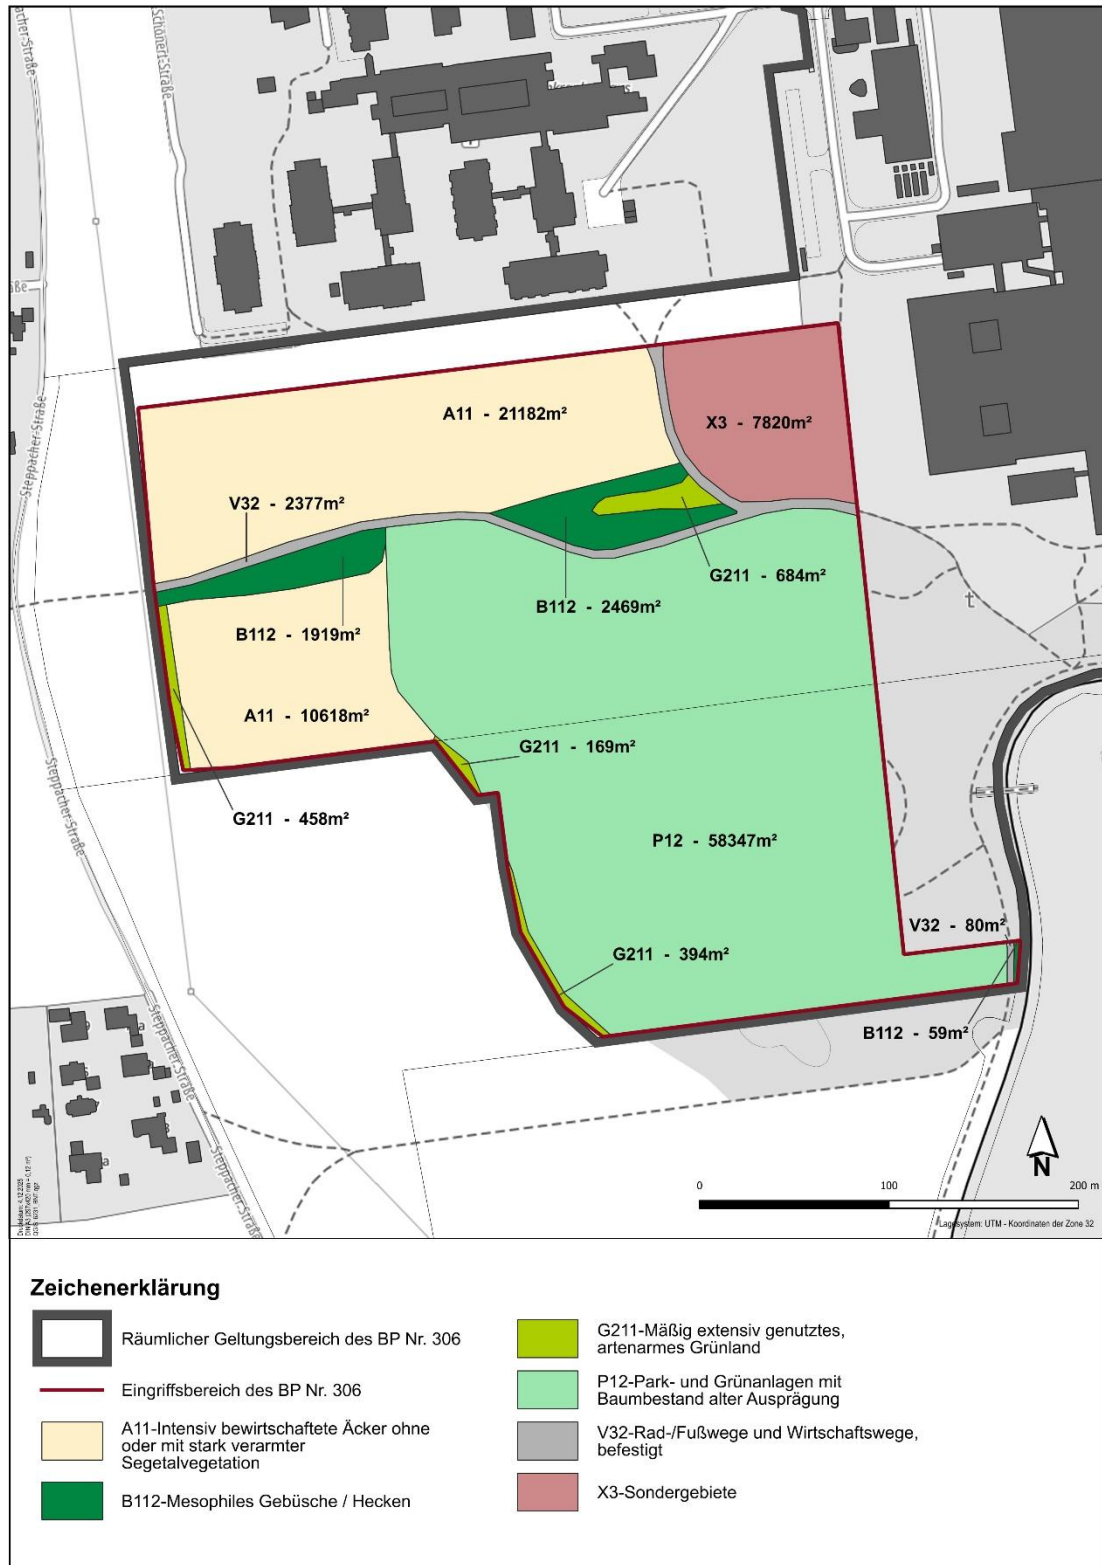 Steppacher-Straße
Schönert-Straße
A11 - 21182m²
X3 - 7820m²
V32 - 2377m²
G211 - 684m²
B112 - 2469m²
B112 - 1919m²
t
A11 - 10618m²
G211 - 169m²
Steppacher-Straße
G211 - 458m²
P12 - 58347m²
V32 - 80m²
G211 - 394m²
B112 - 59m²
Steppacher-Straße
Steppacher-Straße
N
0 100 200 m
Lagesystem: UTM - Koordinaten der Zone 32
Zeichenerklärung
Räumlicher Geltungsbereich des BP Nr. 306
Eingriffsbereich des BP Nr. 306
A11-Intensiv bewirtschaftete Äcker ohne
oder mit stark verarmter
Segetalvegetation
B112-Mesophiles Gebüsche / Hecken
G211-Mäßig extensiv genutztes,
artenarmes Grünland
P12-Park- und Grünanlagen mit
Baumbestand alter Ausprägung
V32-Rad-/Fußwege und Wirtschaftswege,
befestigt
X3-Sondergebiete